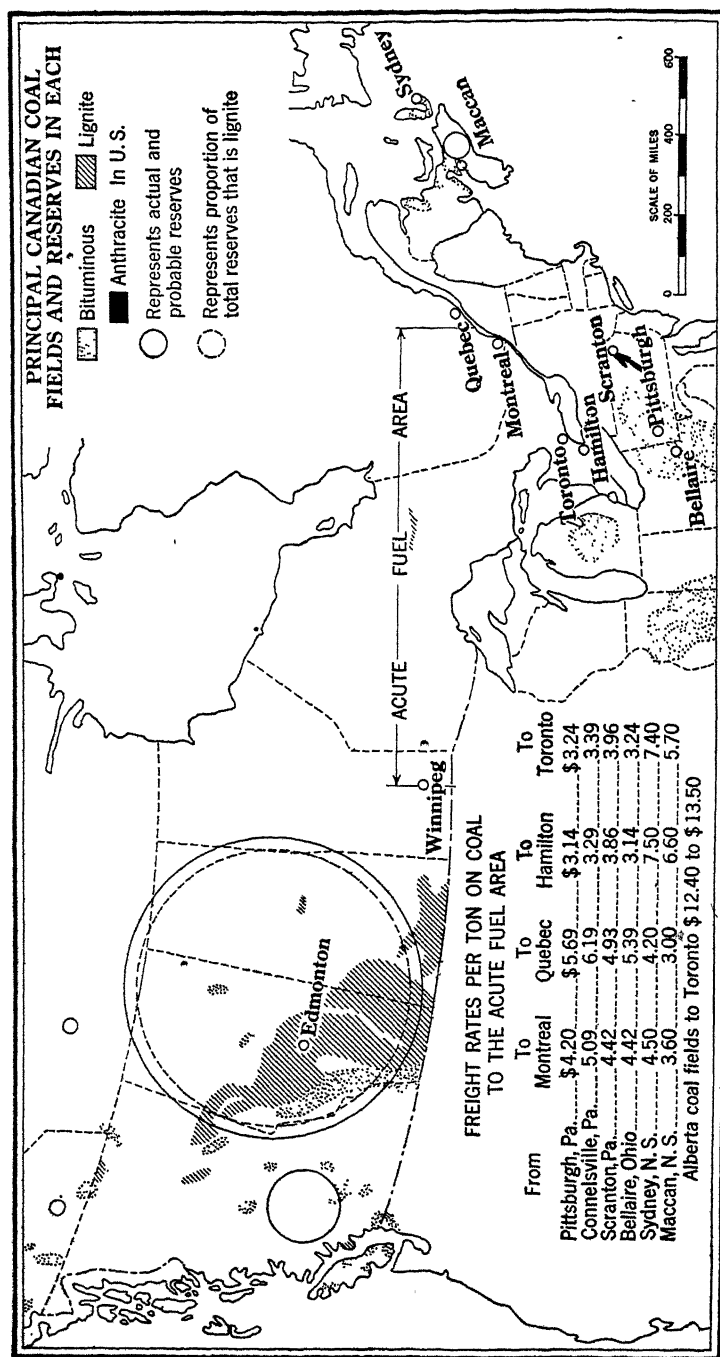 PRINCIPAL CANADIAN COAL
FIELDS AND RESERVES IN EACH
Bituminous Lignite
Anthracite In U.S.
Represents actual and
probable reserves
Represents proportion of
total reserves that is lignite
Sydney
Maccan
SCALE OF MILES
0 200 400 600
ACUTE FUEL AREA
Quebec
Montreal
Toronto
Hamilton
Scranton
Pittsburgh
Bellaire
Winnipeg
Edmonton
FREIGHT RATES PER TON ON COAL
TO THE ACUTE FUEL AREA
From To Montreal To Quebec To Hamilton To Toronto
Pittsburgh, Pa. $4.20 $5.69 $3.14 $3.24
Connelsville, Pa. 5.09 6.19 3.29 3.39
Scranton, Pa. 4.42 4.93 3.86 3.96
Bellaire, Ohio 4.42 5.39 3.14 3.24
Sydney, N. S. 4.50 4.20 7.50 7.40
Maccan, N. S. 3.60 3.00 6.60 5.70
Alberta coal fields to Toronto $12.40 to $13.50